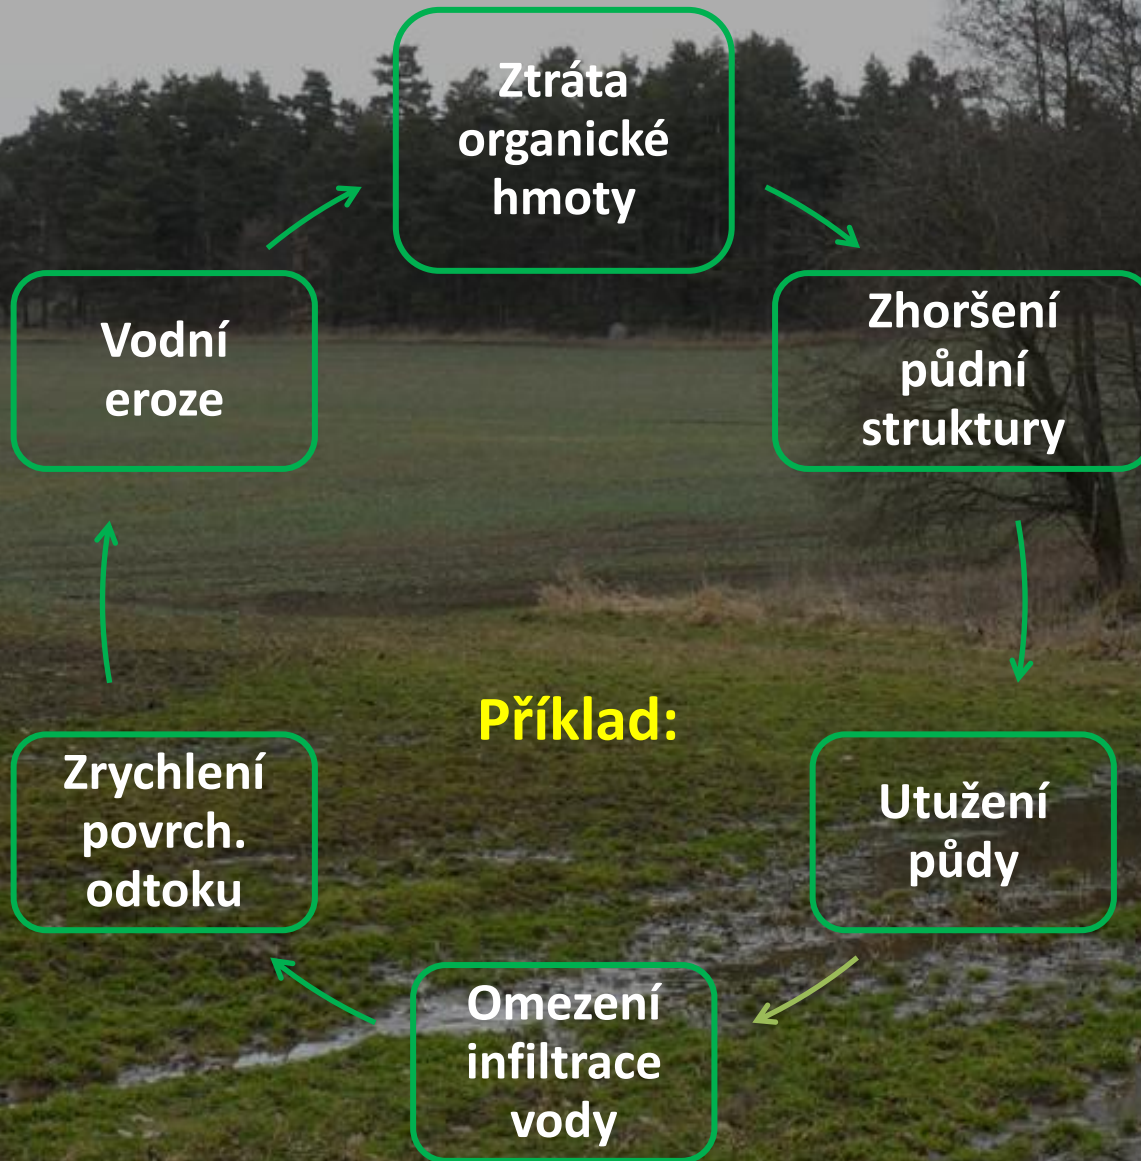 Ztráta
organické
hmoty
Zhoršení
půdní
struktury
Utužení
půdy
Omezení
infiltrace
vody
Zrychlení
povrch.
odtoku
Vodní
eroze
Příklad: